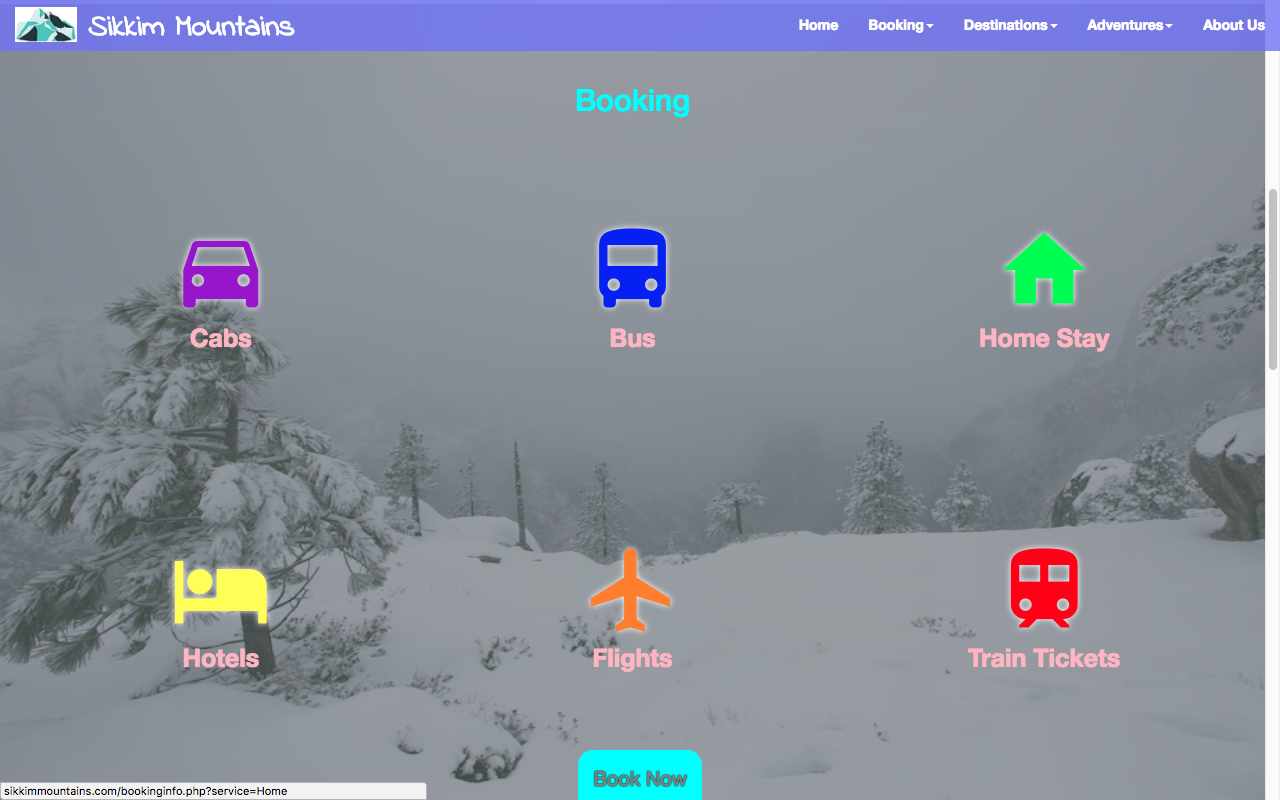 Sikkim Mountains
Home Booking Destinations Adventures About Us
Booking
Cabs
Bus
Home Stay
Hotels
Flights
Train Tickets
Book Now
sikkimmountains.com/bookinginfo.php?service=Home